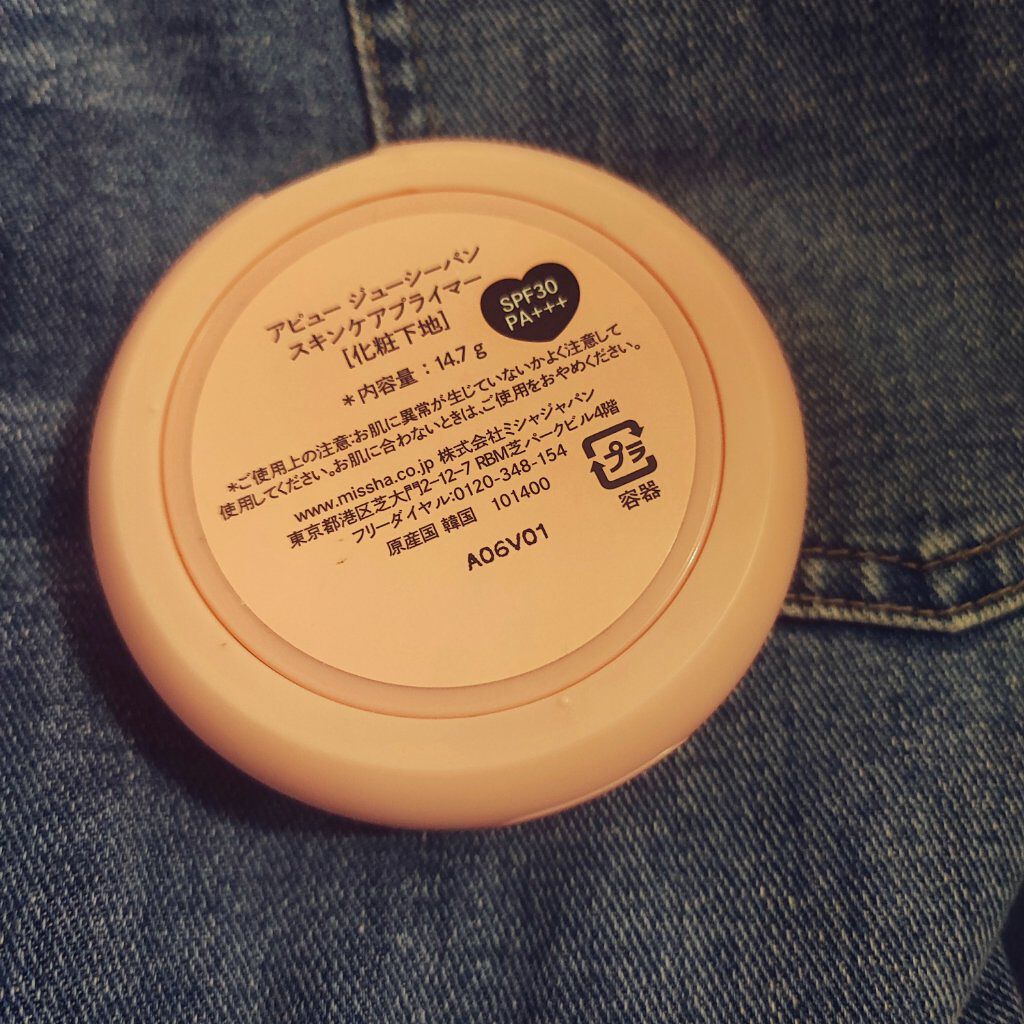 アピュー ジューシーパン
スキンケアプライマー
[化粧下地]
SPF30
PA+++
*内容量：14.7 g
*ご使用上の注意:お肌に異常が生じていないかよく注意して
使用してください。お肌に合わないときは、ご使用をおやめください。
www.missha.co.jp 株式会社ミシャジャパン
東京都港区芝大門2-12-7 RBM芝パークビル4階
フリーダイヤル:0120-348-154
原産国 韓国 101400
プラ
容器
A06V01